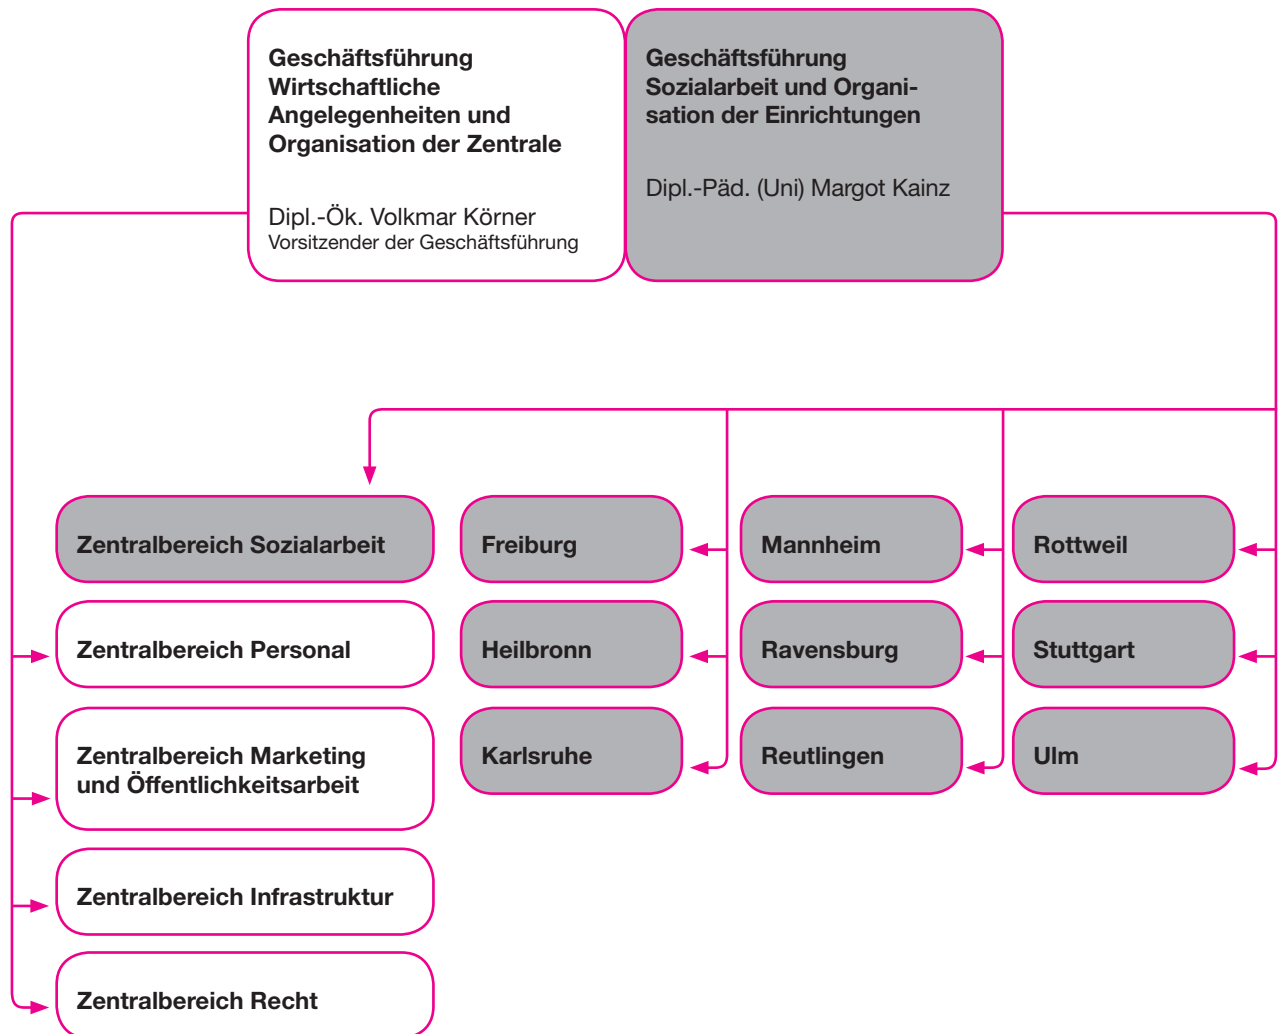 Geschäftsführung
Wirtschaftliche
Angelegenheiten und
Organisation der Zentrale
Dipl.-Ök. Volkmar Körner
Vorsitzender der Geschäftsführung
Geschäftsführung
Sozialarbeit und Organi-
sation der Einrichtungen
Dipl.-Päd. (Uni) Margot Kainz
Zentralbereich Sozialarbeit
Zentralbereich Personal
Zentralbereich Marketing
und Öffentlichkeitsarbeit
Zentralbereich Infrastruktur
Zentralbereich Recht
Freiburg
Heilbronn
Karlsruhe
Mannheim
Ravensburg
Reutlingen
Rottweil
Stuttgart
Ulm